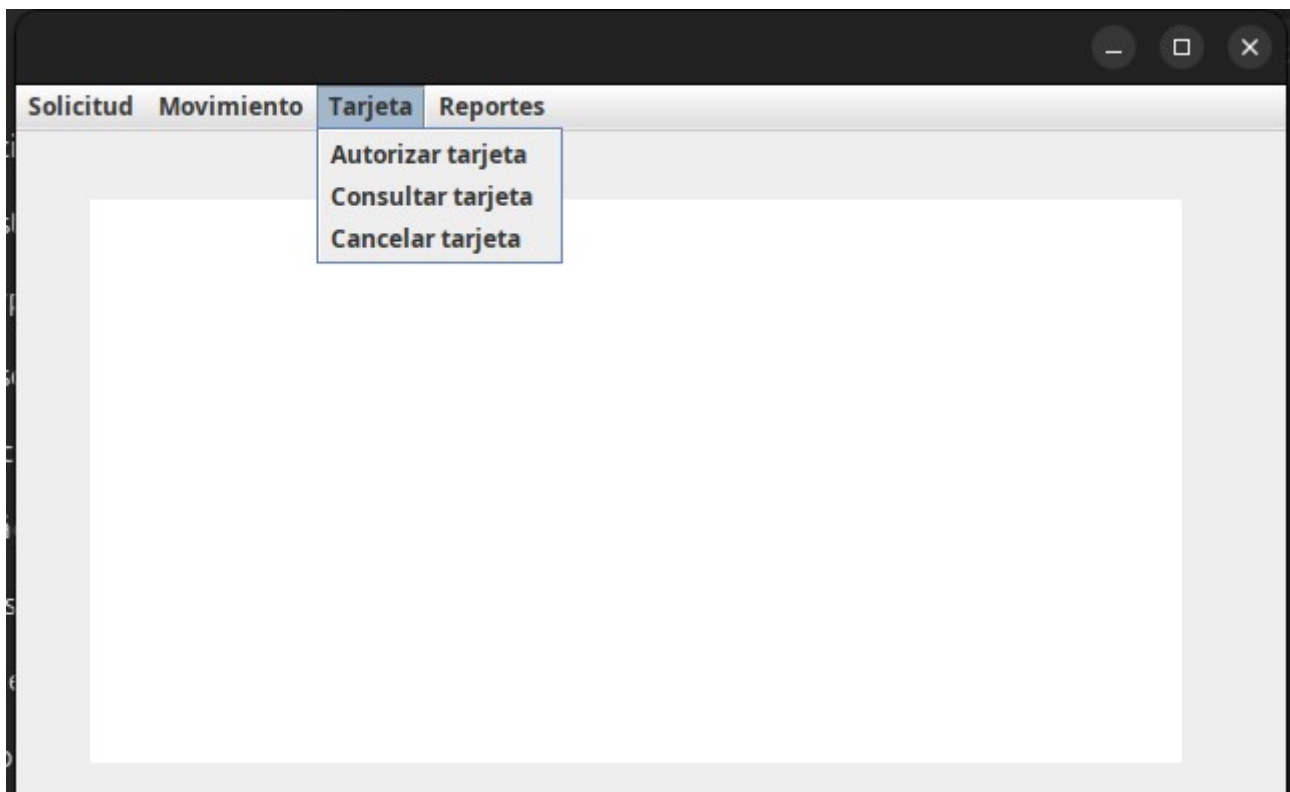 Solicitud Movimiento Tarjeta Reportes
Autorizar tarjeta
Consultar tarjeta
Cancelar tarjeta